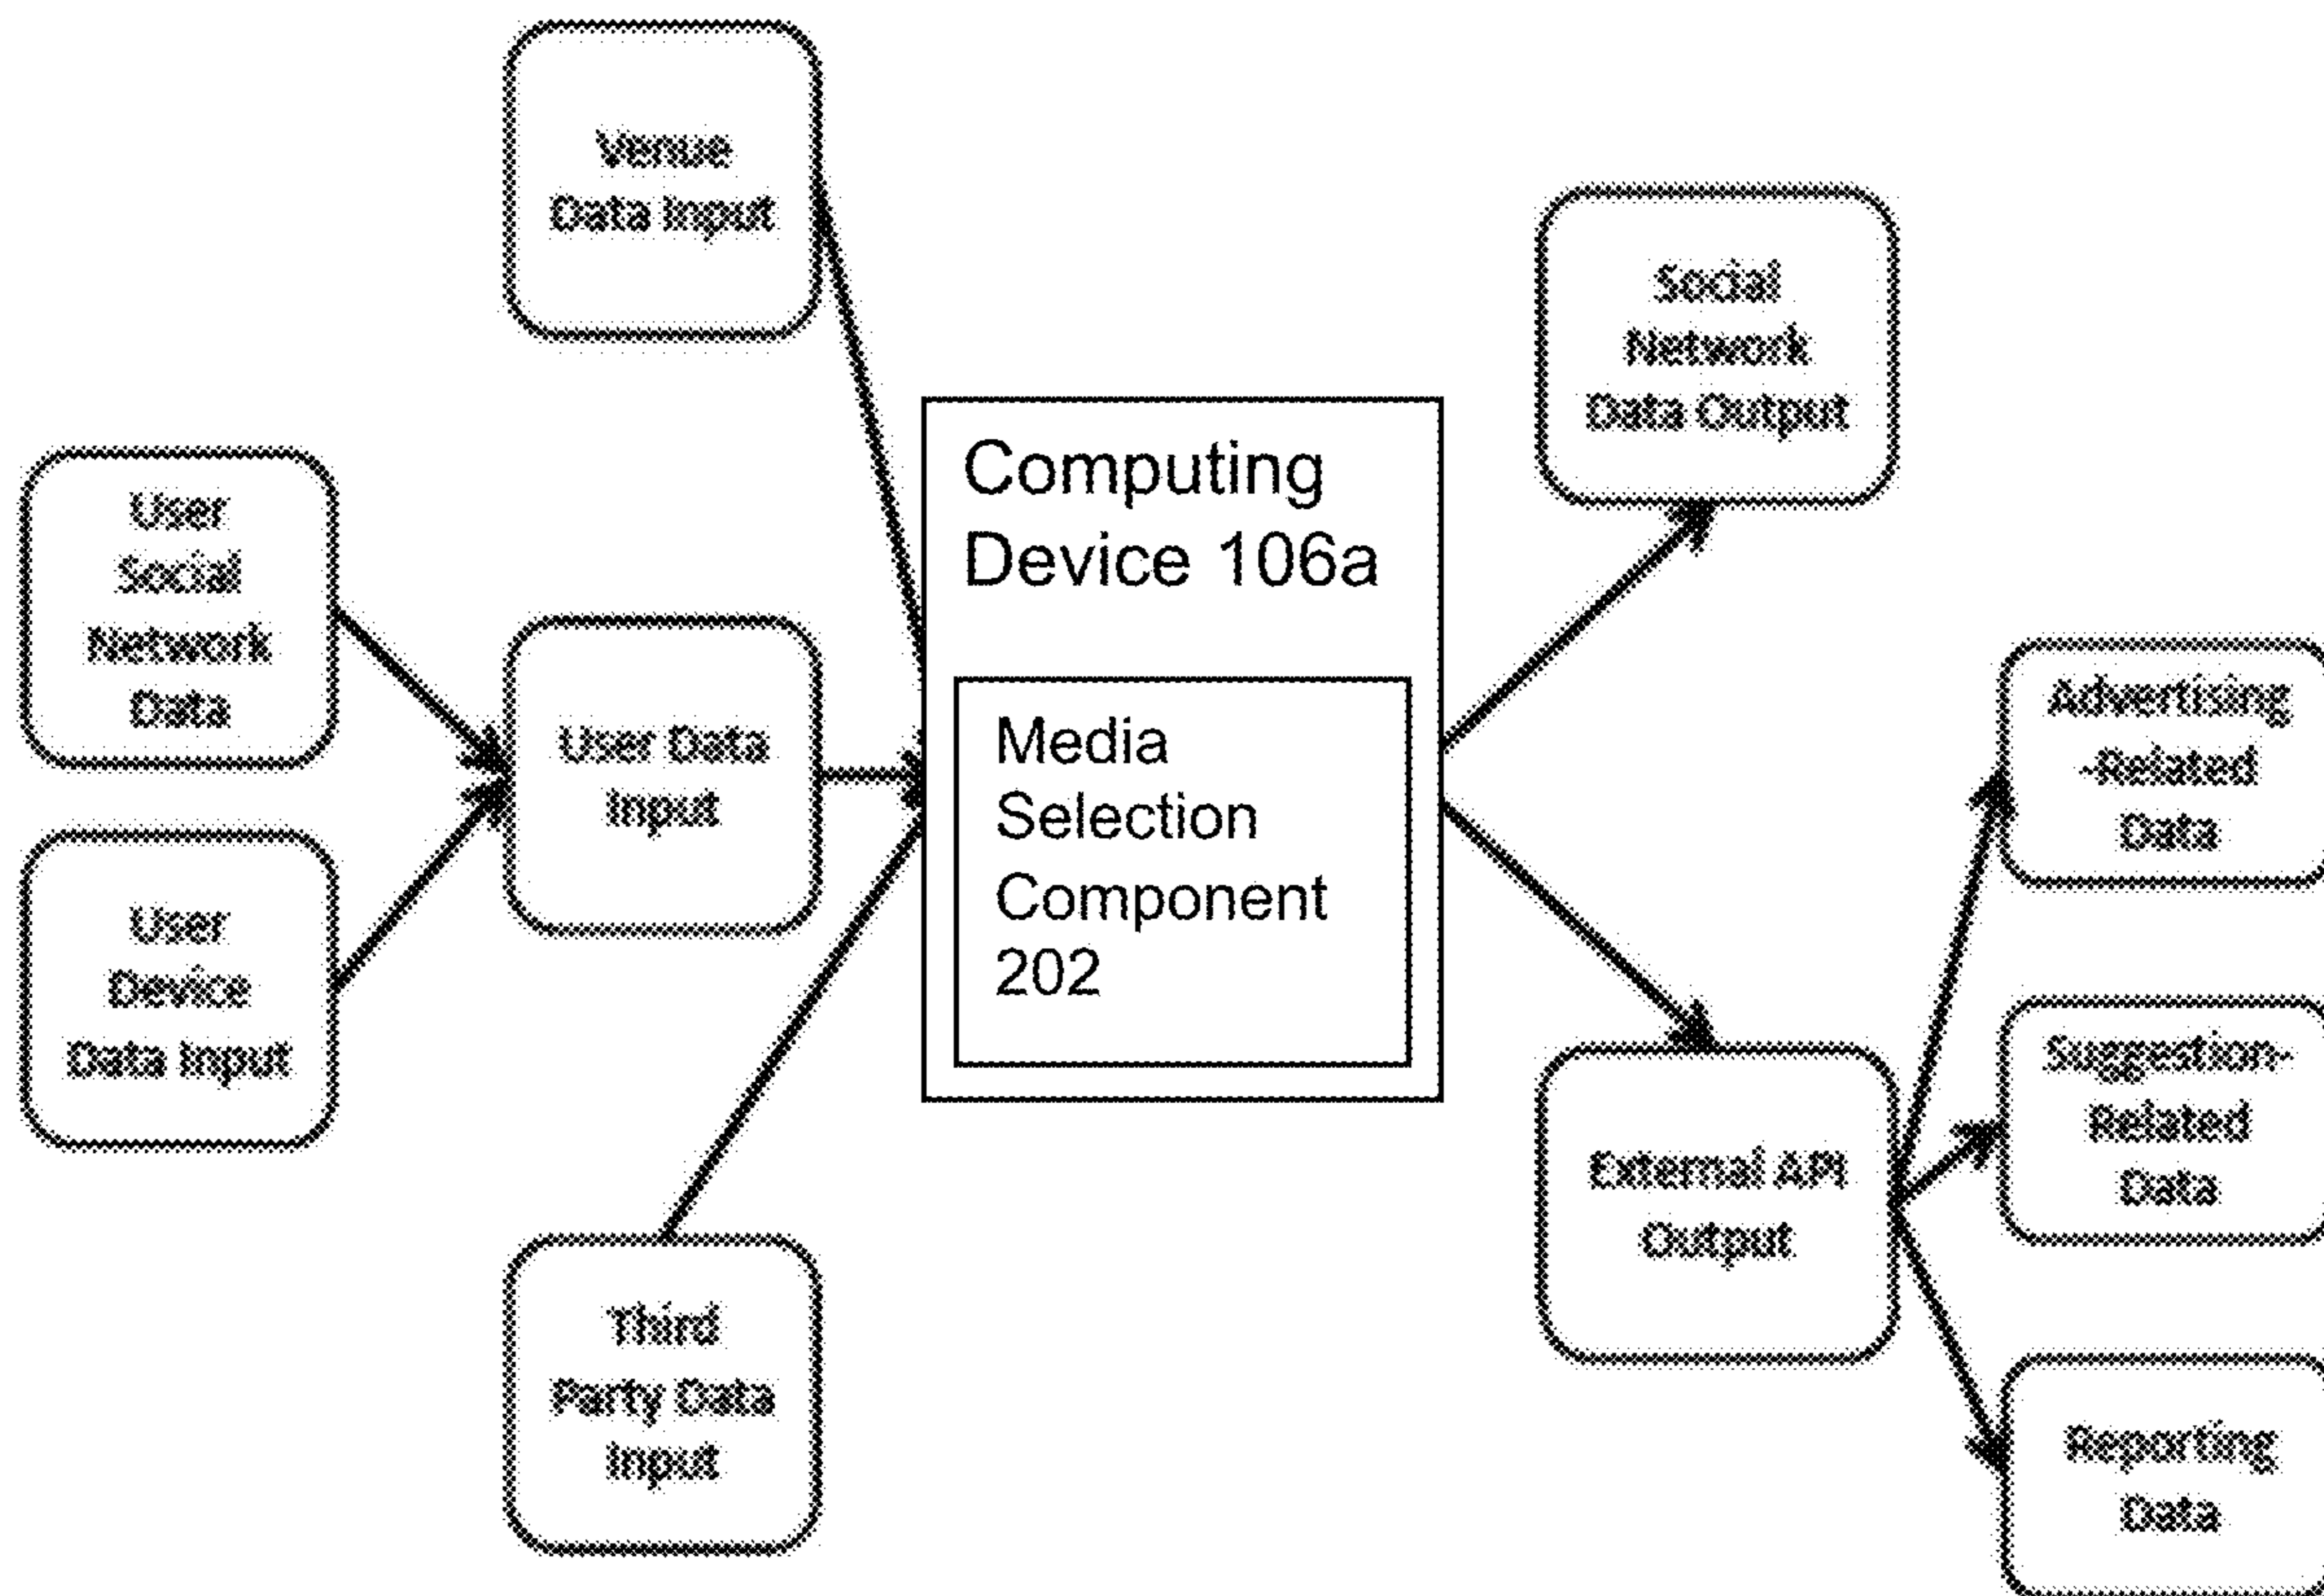 Venue
Data Input
User
Social
Network
Data
User
Device
Data Input
User Data
Input
Third
Party Data
Input
Computing
Device 106a
Media
Selection
Component
202
Social
Network
Data Output
External API
Output
Advertising
-Related
Data
Suggestion-
Related
Data
Reporting
Data